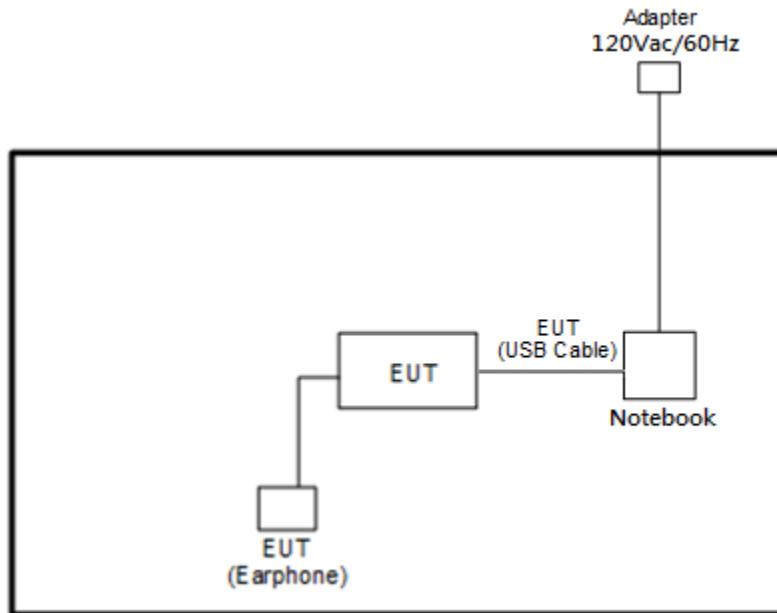 Adapter
120Vac/60Hz
EUT
(USB Cable)
EUT
Notebook
EUT
(Earphone)